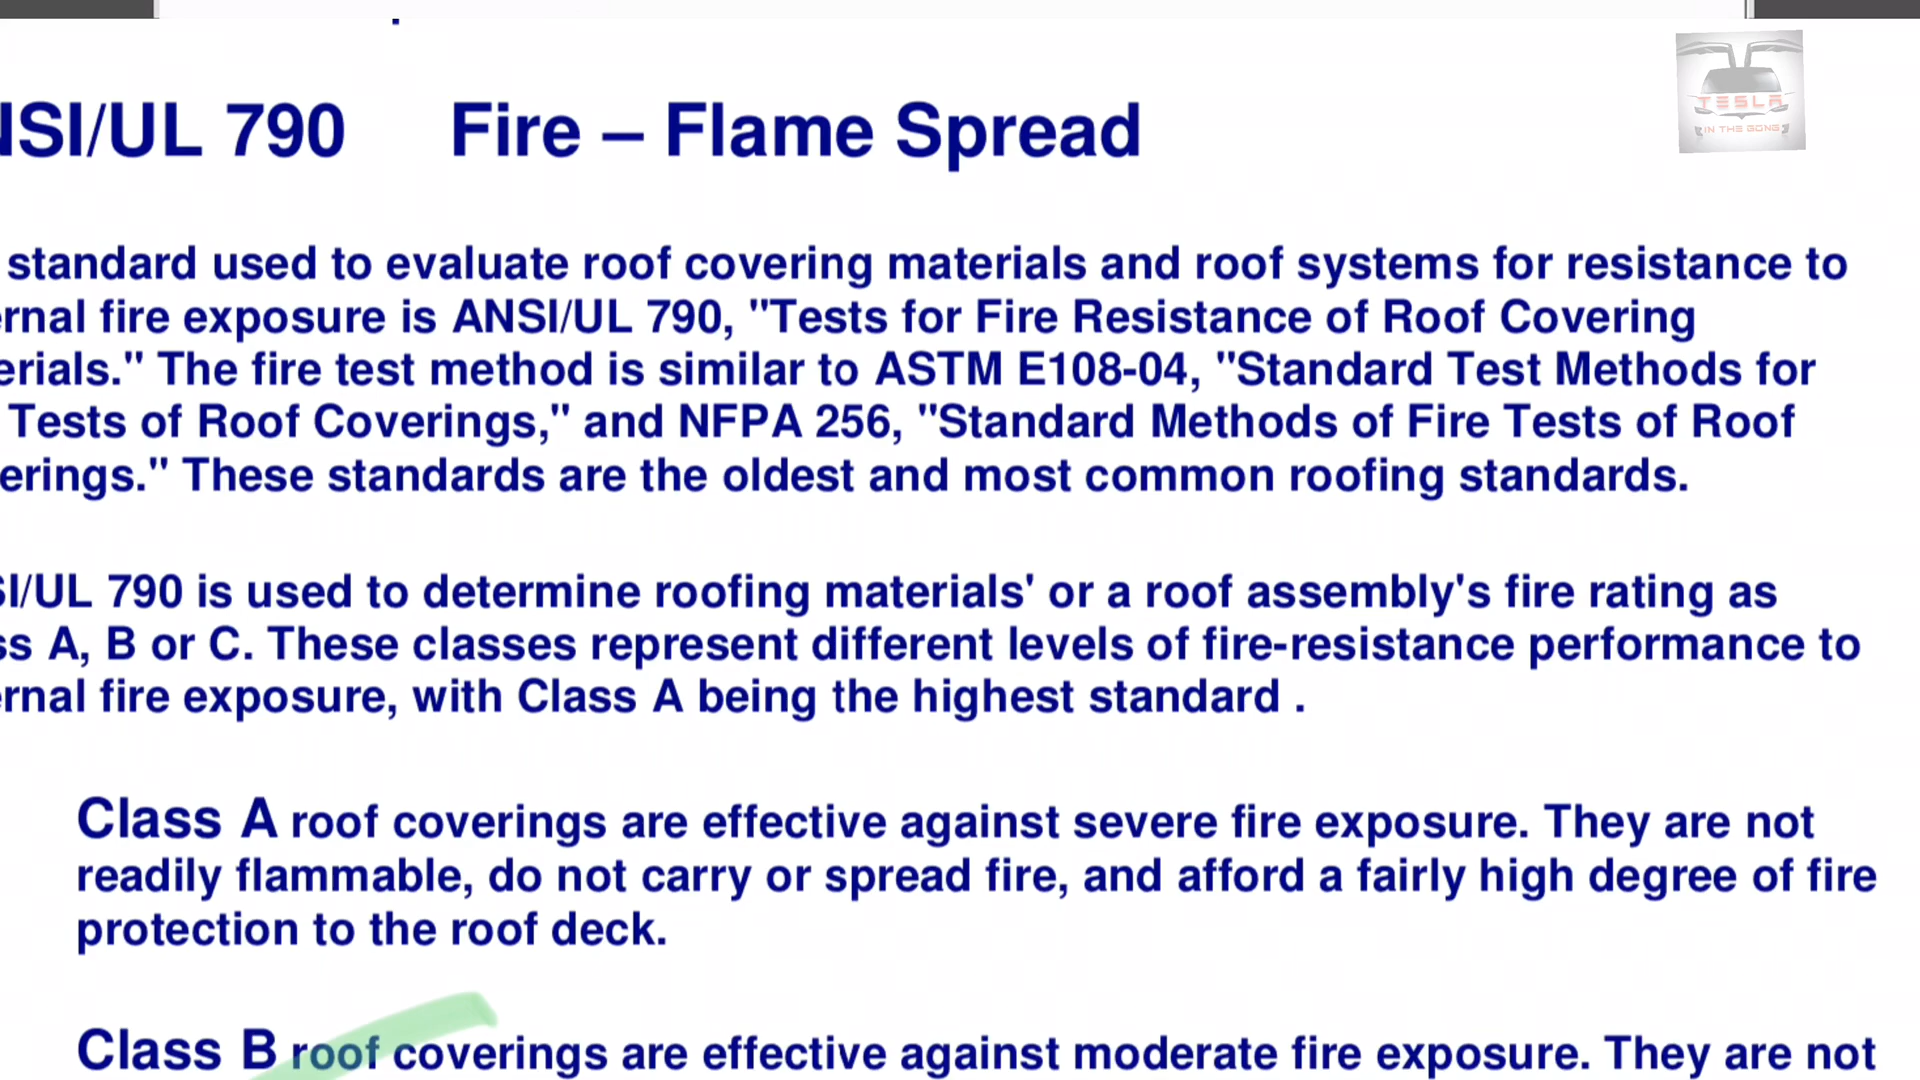 NSI/UL 790 Fire – Flame Spread
TESLA
IN THE GONG
standard used to evaluate roof covering materials and roof systems for resistance to
ernal fire exposure is ANSI/UL 790, "Tests for Fire Resistance of Roof Covering
erials." The fire test method is similar to ASTM E108-04, "Standard Test Methods for
Tests of Roof Coverings," and NFPA 256, "Standard Methods of Fire Tests of Roof
erings." These standards are the oldest and most common roofing standards.
SI/UL 790 is used to determine roofing materials' or a roof assembly's fire rating as
ss A, B or C. These classes represent different levels of fire-resistance performance to
ernal fire exposure, with Class A being the highest standard .
Class A roof coverings are effective against severe fire exposure. They are not
readily flammable, do not carry or spread fire, and afford a fairly high degree of fire
protection to the roof deck.
Class B roof coverings are effective against moderate fire exposure. They are not